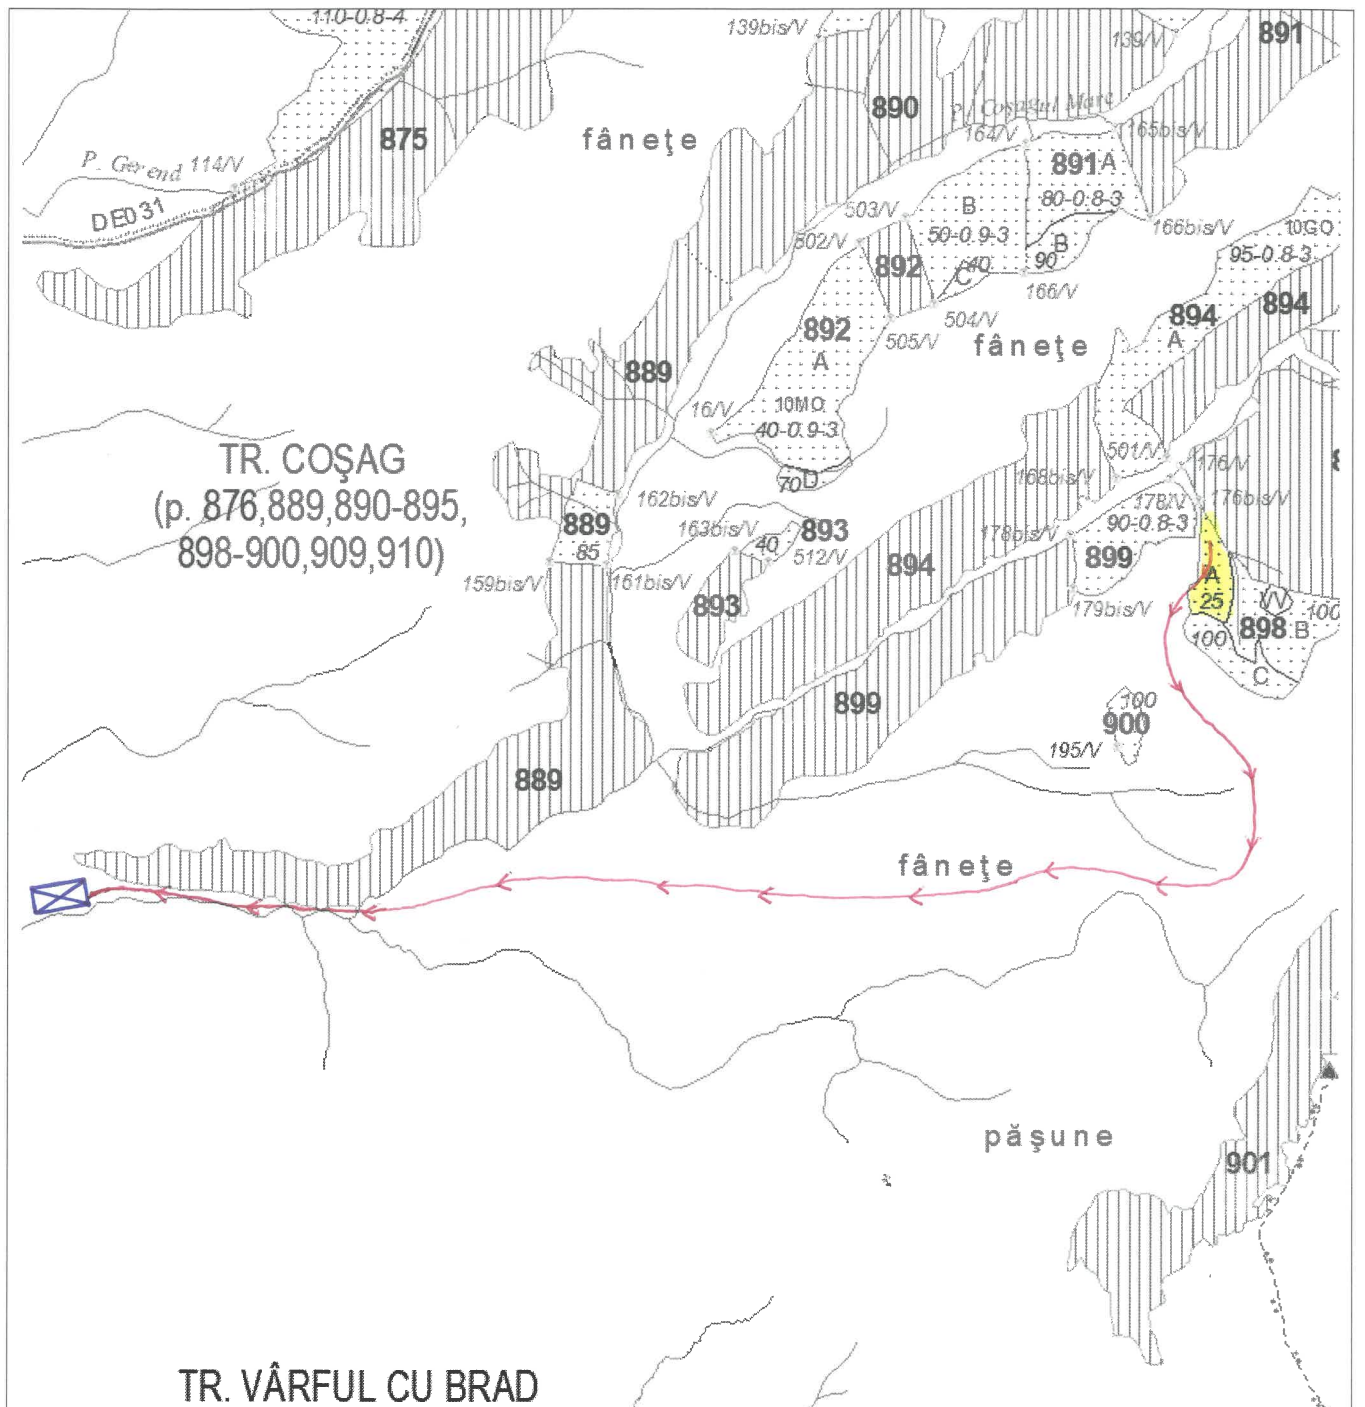 110-0.8-4
139bis/V
139/V
891
890
P. Coşagul Mare
875
fâneţe
164/V
165bis/V
P. Gerend
114/V
891 A
80-0.8-3
DE031
503/V
B
50-0.9-3
166bis/V
10GO
95-0.8-3
502/V
B
90
892
C
40
166/V
894
894
A
504/V
505/V
892
A
fâneţe
889
16/V
10MO
40-0.9-3
TR. COŞAG
(p. 876,889,890-895,
898-900,909,910)
501/V
176/V
168bis/V
70 D
162bis/V
178/V
176bis/V
889
163bis/V
893
178bis/V
90-0.8-3
85
40
512/V
894
899
159bis/V
161bis/V
A
25
893
179bis/V
V
100
100
898 B
C
899
100
900
195/V
889
fâneţe
păşune
901
TR. VÂRFUL CU BRAD